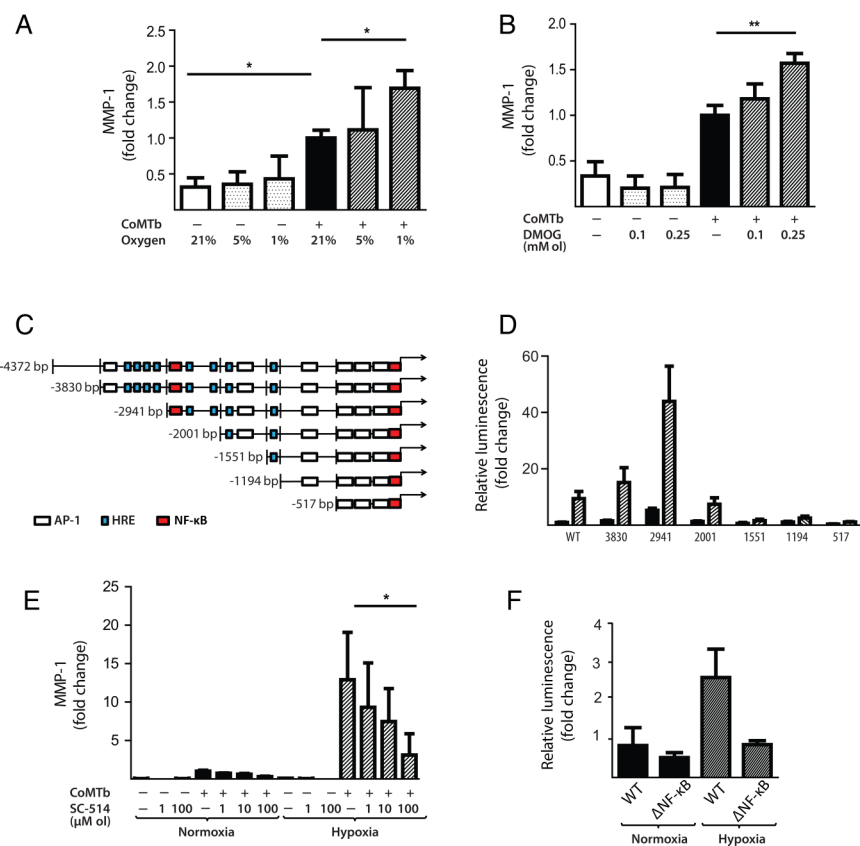 A
MMP-1
(fold change)
2.5
2.0
1.5
1.0
0.5
*
*
CoMTb – – – + + +
Oxygen 21% 5% 1% 21% 5% 1%
B
MMP-1
(fold change)
2.0
1.5
1.0
0.5
**
CoMTb – – – + + +
DMOG – 0.1 0.25 – 0.1 0.25
(mM ol)
C
-4372 bp
-3830 bp
-2941 bp
-2001 bp
-1551 bp
-1194 bp
-517 bp
AP-1 HRE NF-κB
D
Relative luminescence
(fold change)
60
40
20
WT 3830 2941 2001 1551 1194 517
E
MMP-1
(fold change)
25
20
15
10
5
*
CoMTb – – – + + + + – – – + + + +
SC-514 – 1 100 – 1 10 100 – 1 100 – 1 10 100
(μM ol)
Normoxia Hypoxia
F
Relative luminescence
(fold change)
4
3
2
1
WT ΔNF-κB WT ΔNF-κB
Normoxia Hypoxia